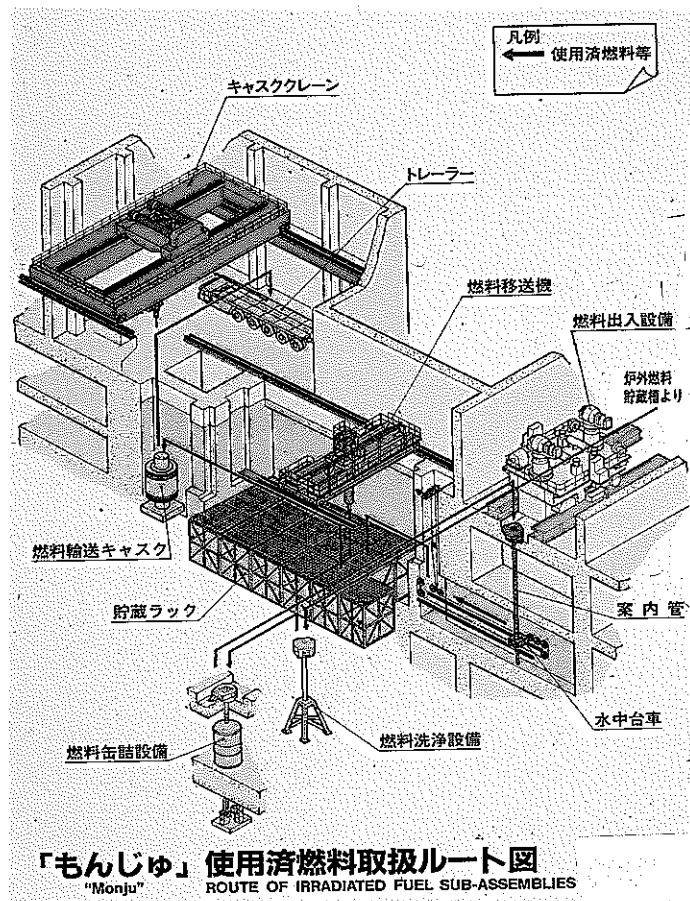 凡例
使用済燃料等
キャスククレーン
トレーラー
燃料移送機
燃料出入設備
炉外燃料
貯蔵槽より
燃料輸送キャスク
貯蔵ラック
案内管
水中台車
燃料洗浄設備
燃料缶詰設備
「もんじゅ」使用済燃料取扱ルート図
"Monju" ROUTE OF IRRADIATED FUEL SUB-ASSEMBLIES